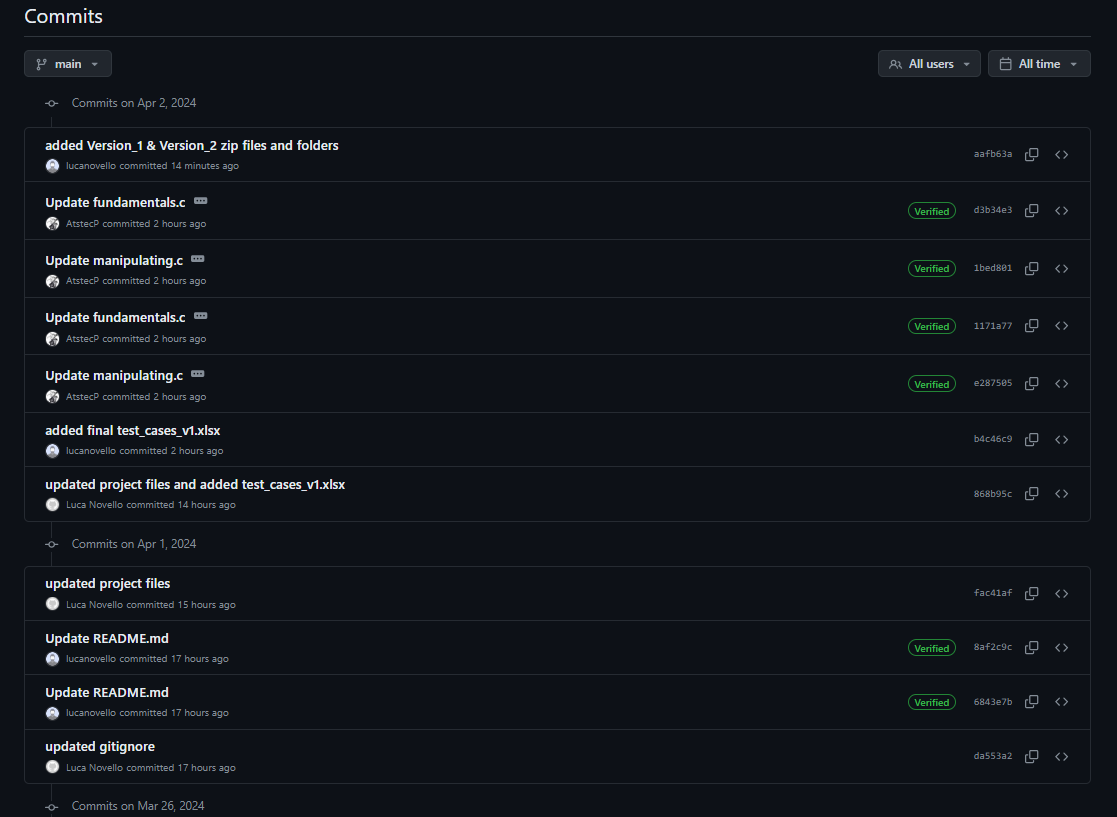 Commits
main
All users
All time
Commits on Apr 2, 2024
added Version_1 & Version_2 zip files and folders
lucanovello committed 14 minutes ago
aafb63a
Update fundamentals.c
AtstecP committed 2 hours ago
Verified
d3b34e3
Update manipulating.c
AtstecP committed 2 hours ago
Verified
1bed801
Update fundamentals.c
AtstecP committed 2 hours ago
Verified
1171a77
Update manipulating.c
AtstecP committed 2 hours ago
Verified
e287505
added final test_cases_v1.xlsx
lucanovello committed 2 hours ago
b4c46c9
updated project files and added test_cases_v1.xlsx
Luca Novello committed 14 hours ago
868b95c
Commits on Apr 1, 2024
updated project files
Luca Novello committed 15 hours ago
fac41af
Update README.md
lucanovello committed 17 hours ago
Verified
8af2c9c
Update README.md
lucanovello committed 17 hours ago
Verified
6843e7b
updated gitignore
Luca Novello committed 17 hours ago
da553a2
Commits on Mar 26, 2024